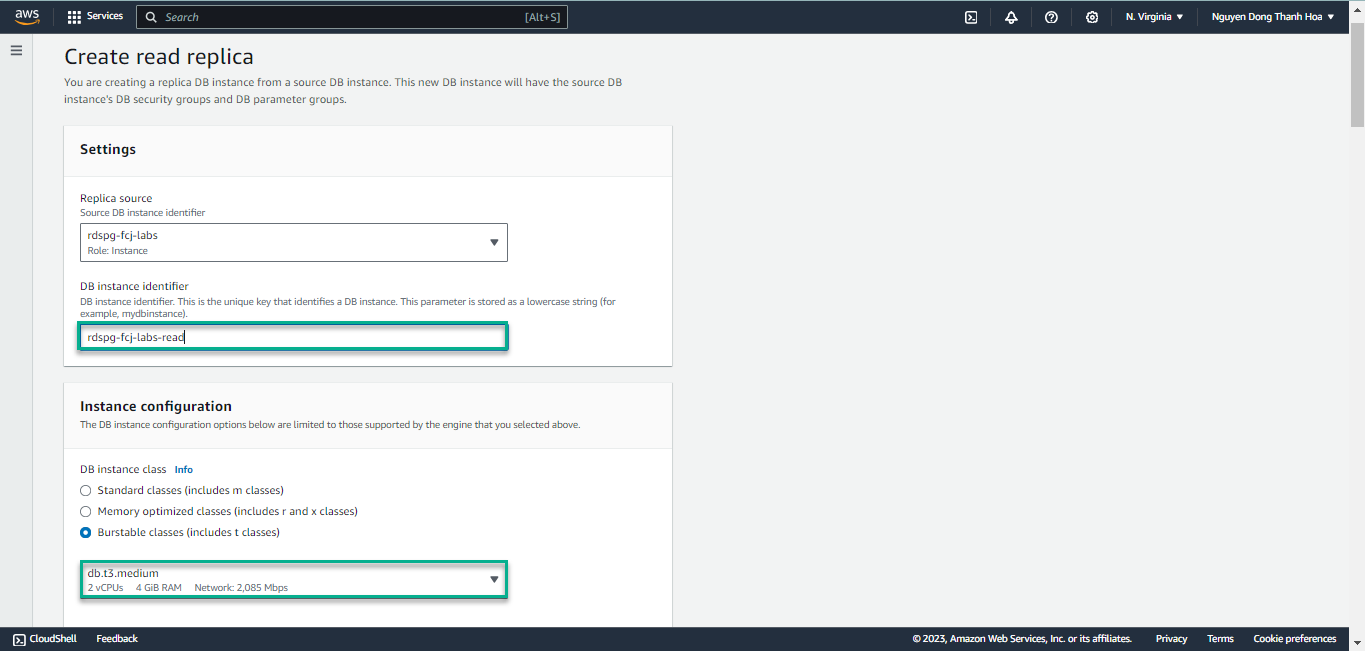 aws
Services
Search [Alt+S]
N. Virginia
Nguyen Dong Thanh Hoa
Create read replica
You are creating a replica DB instance from a source DB instance. This new DB instance will have the source DB
instance's DB security groups and DB parameter groups.
Settings
Replica source
Source DB instance identifier
rdspg-fcj-labs
Role: Instance
DB instance identifier
DB instance identifier. This is the unique key that identifies a DB instance. This parameter is stored as a lowercase string (for
example, mydbinstance).
rdspg-fcj-labs-read
Instance configuration
The DB instance configuration options below are limited to those supported by the engine that you selected above.
DB instance class Info
Standard classes (includes m classes)
Memory optimized classes (includes r and x classes)
Burstable classes (includes t classes)
db.t3.medium
2 vCPUs 4 GiB RAM Network: 2,085 Mbps
CloudShell Feedback © 2023, Amazon Web Services, Inc. or its affiliates. Privacy Terms Cookie preferences